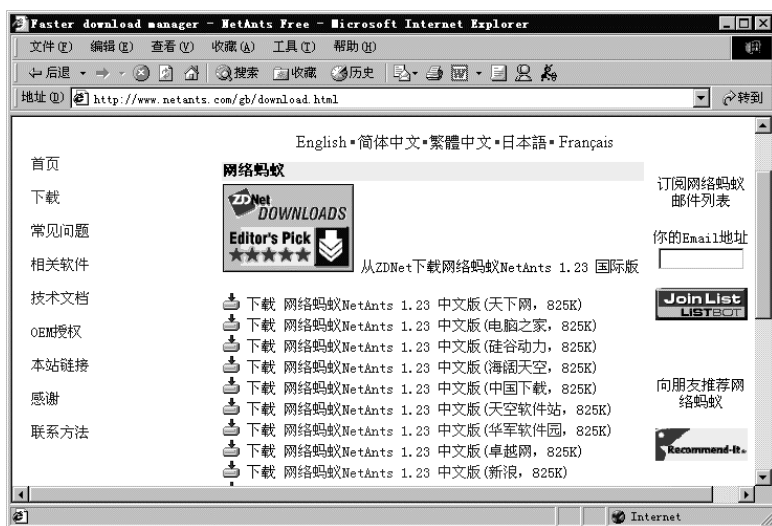 Faster download manager - NetAnts Free - Microsoft Internet Explorer
文件(F) 编辑(E) 查看(V) 收藏(A) 工具(T) 帮助(H)
后退 搜索 收藏 历史
地址(D) http://www.netants.com/gb/download.html 转到
English▪简体中文▪繁體中文▪日本語▪Français
首页
下载
常见问题
相关软件
技术文档
OEM授权
本站链接
感谢
联系方法
网络蚂蚁
ZDNet
DOWNLOADS
Editor's Pick
★★★★★
从ZDNet下载网络蚂蚁NetAnts 1.23 国际版
下载 网络蚂蚁NetAnts 1.23 中文版(天下网，825K)
下载 网络蚂蚁NetAnts 1.23 中文版(电脑之家，825K)
下载 网络蚂蚁NetAnts 1.23 中文版(硅谷动力，825K)
下载 网络蚂蚁NetAnts 1.23 中文版(海阔天空，825K)
下载 网络蚂蚁NetAnts 1.23 中文版(中国下载，825K)
下载 网络蚂蚁NetAnts 1.23 中文版(天空软件站，825K)
下载 网络蚂蚁NetAnts 1.23 中文版(华军软件园，825K)
下载 网络蚂蚁NetAnts 1.23 中文版(卓越网，825K)
下载 网络蚂蚁NetAnts 1.23 中文版(新浪，825K)
订阅网络蚂蚁
邮件列表
你的Email地址
Join List
LISTBOT
向朋友推荐网
络蚂蚁
Recommend-It.
Internet